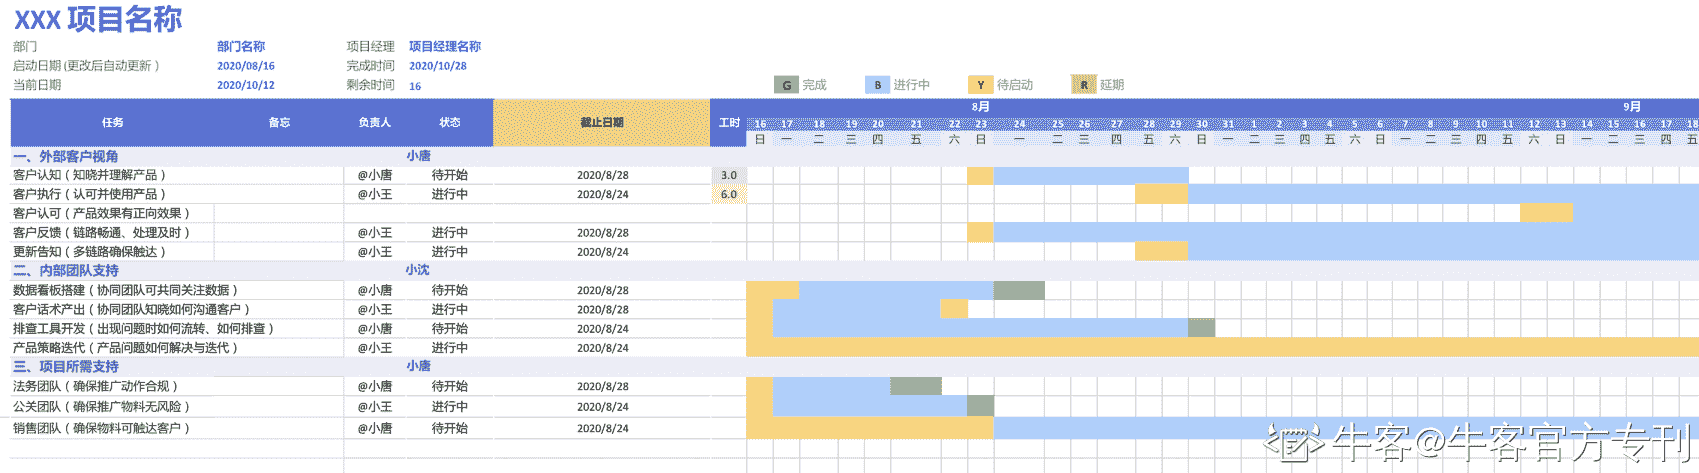 XXX 项目名称
部门 部门名称 项目经理 项目经理名称
启动日期 (更改后自动更新 ) 2020/08/16 完成时间 2020/10/28
当前日期 2020/10/12 剩余时间 16 G 完成 B 进行中 Y 待启动 R 延期
8月 9月
任务 备忘 负责人 状态 截止日期 工时 16 17 18 19 20 21 22 23 24 25 26 27 28 29 30 31 1 2 3 4 5 6 7 8 9 10 11 12 13 14 15 16 17 18
日 一 二 三 四 五 六 日 一 二 三 四 五 六 日 一 二 三 四 五 六 日 一 二 三 四 五 六 日 一 二 三 四 五
一、外部客户视角 小唐
客户认知 ( 知晓并理解产品 ) @小唐 待开始 2020/8/28 3.0
客户执行 ( 认可并使用产品 ) @小王 进行中 2020/8/24 6.0
客户认可 ( 产品效果有正向效果 )
客户反馈 ( 链路畅通、处理及时 ) @小王 进行中 2020/8/28
更新告知 ( 多链路确保触达 ) @小王 进行中 2020/8/24
二、内部团队支持 小沈
数据看板搭建 ( 协同团队可共同关注数据 ) @小唐 待开始 2020/8/28
客户话术产出 ( 协同团队知晓如何沟通客户 ) @小王 进行中 2020/8/28
排查工具开发 ( 出现问题时如何流转、如何排查 ) @小唐 待开始 2020/8/24
产品策略迭代 ( 产品问题如何解决与迭代 ) @小王 进行中 2020/8/24
三、项目所需支持 小唐
法务团队 ( 确保推广动作合规 ) @小唐 待开始 2020/8/28
公关团队 ( 确保推广物料无风险 ) @小王 进行中 2020/8/24
销售团队 ( 确保物料可触达客户 ) @小唐 待开始 2020/8/24
牛客@牛客官方专刊